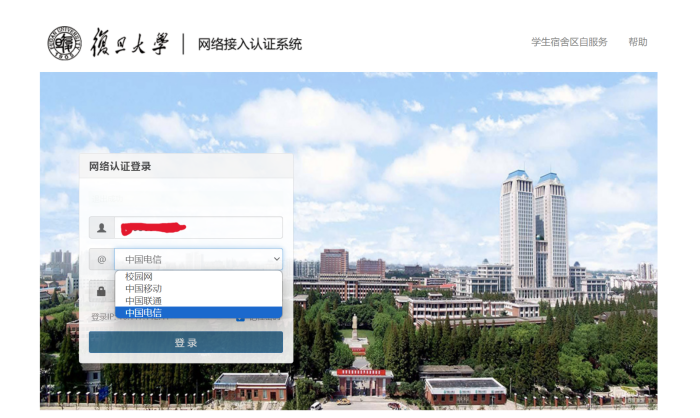 復旦大學 | 网络接入认证系统
学生宿舍区自服务 帮助
网络认证登录
@ 中国电信
校园网
中国移动
中国联通
中国电信
登录IP
登录